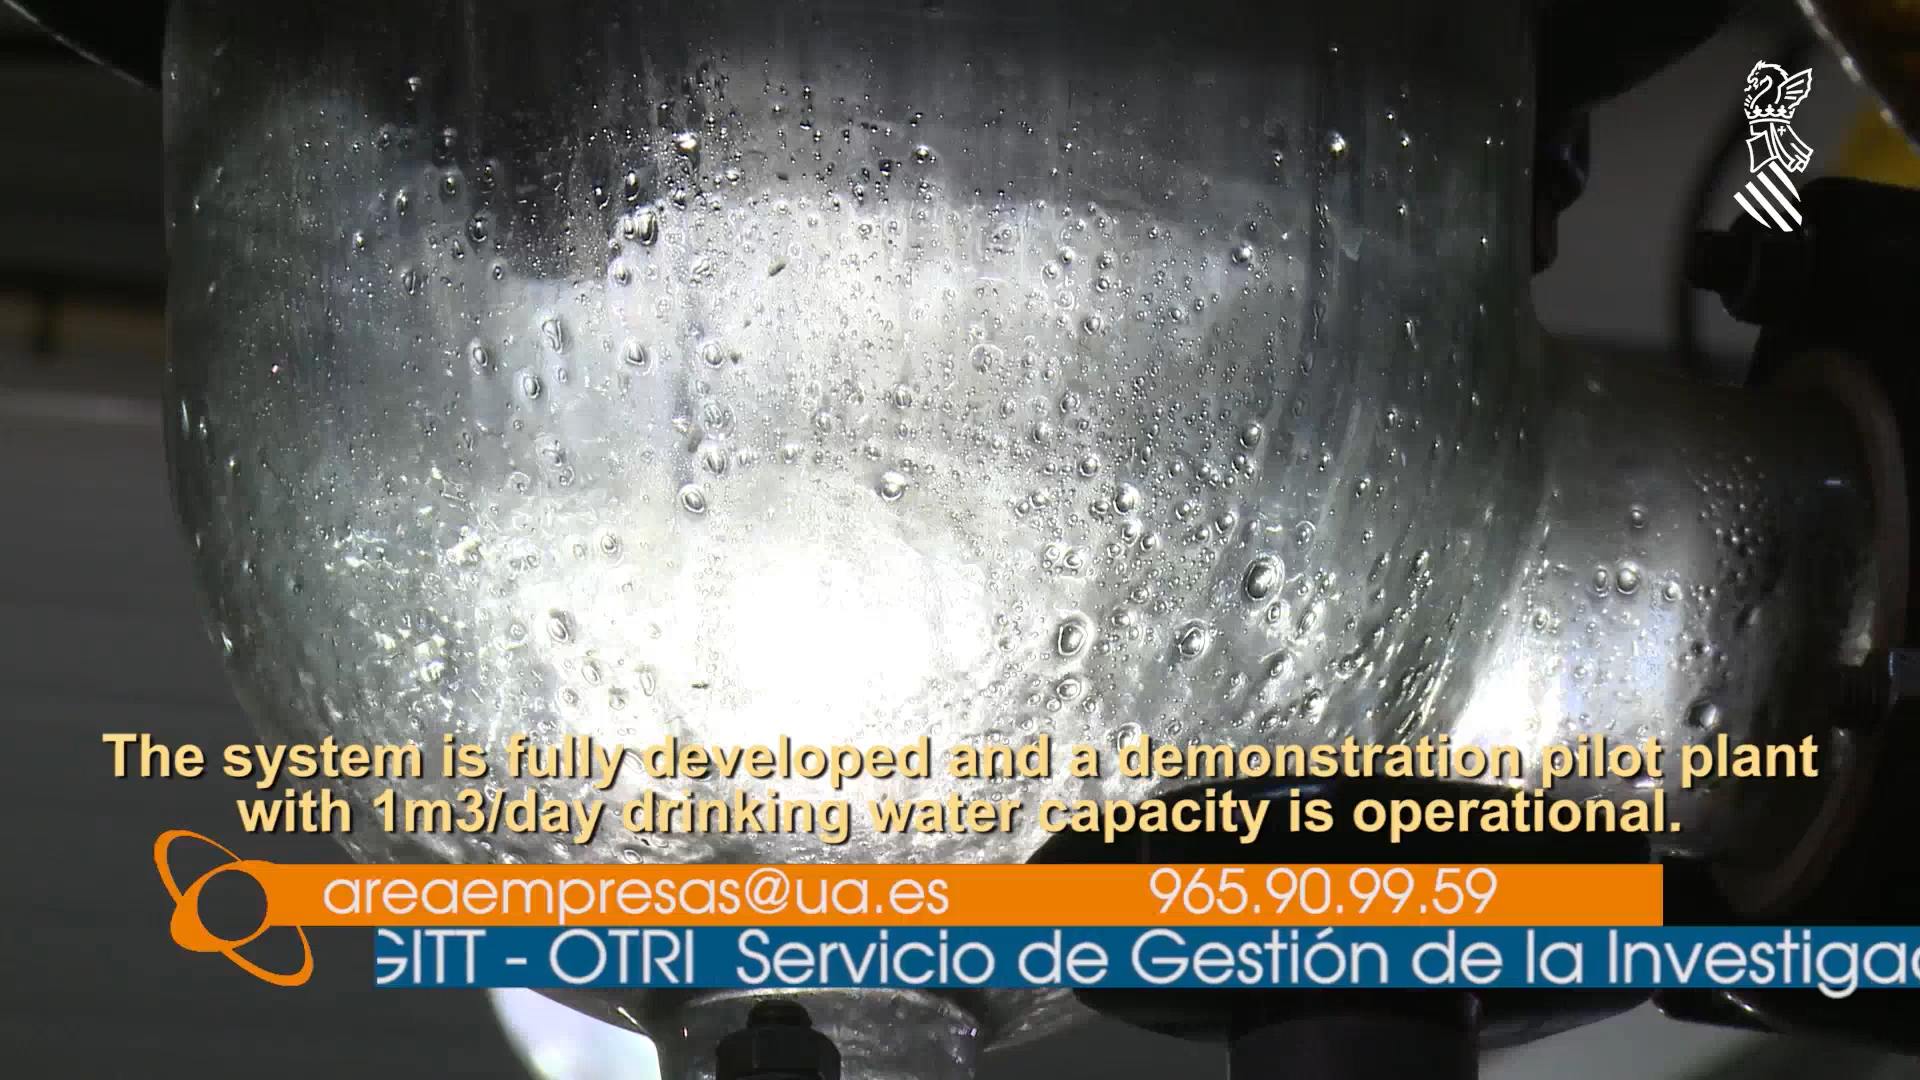 The system is fully developed and a demonstration pilot plant
with 1m3/day drinking water capacity is operational.
areaempresas@ua.es 965.90.99.59
GITT - OTRI Servicio de Gestión de la Investigac